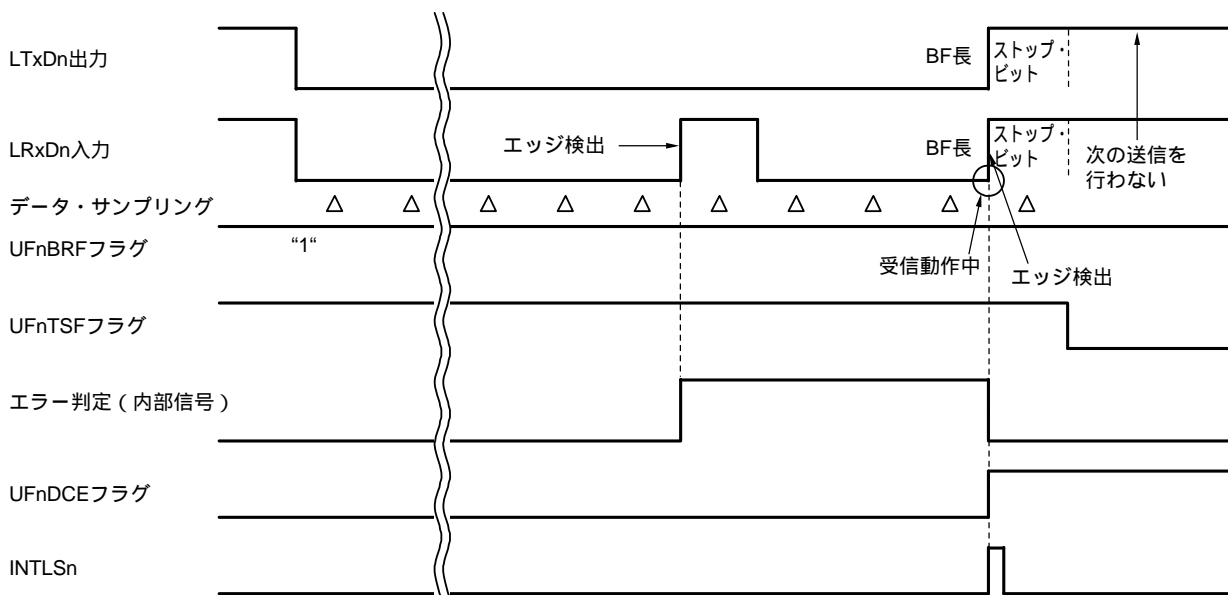 LTxDn出力
BF長
ストップ・
ビット
LRxDn入力
エッジ検出
BF長
ストップ・
ビット
次の送信を
行わない
データ・サンプリング
UFnBRFフラグ
“1“
受信動作中
エッジ検出
UFnTSFフラグ
エラー判定(内部信号)
UFnDCEフラグ
INTLSn